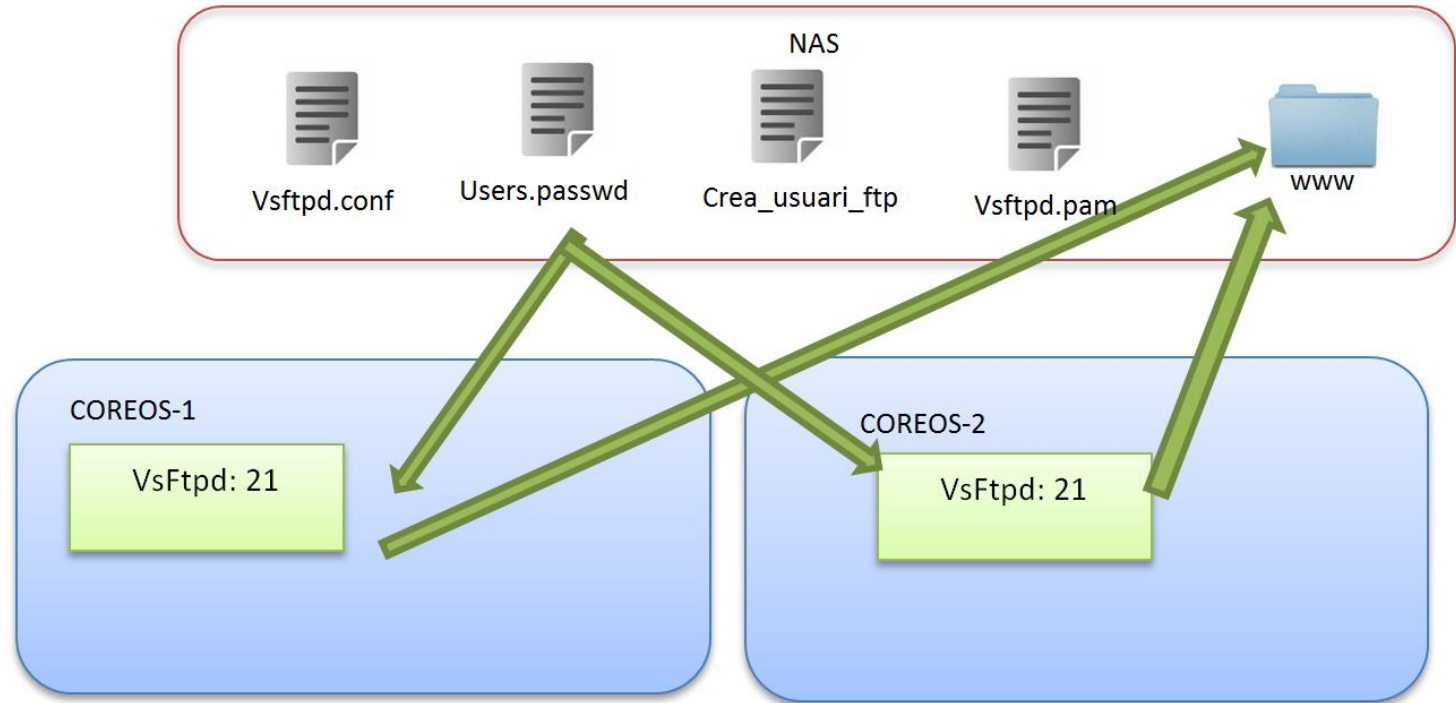 NAS
Vsftpd.conf
Users.passwd
Crea_usuari_ftp
Vsftpd.pam
www
COREOS-1
VsFtpd: 21
COREOS-2
VsFtpd: 21